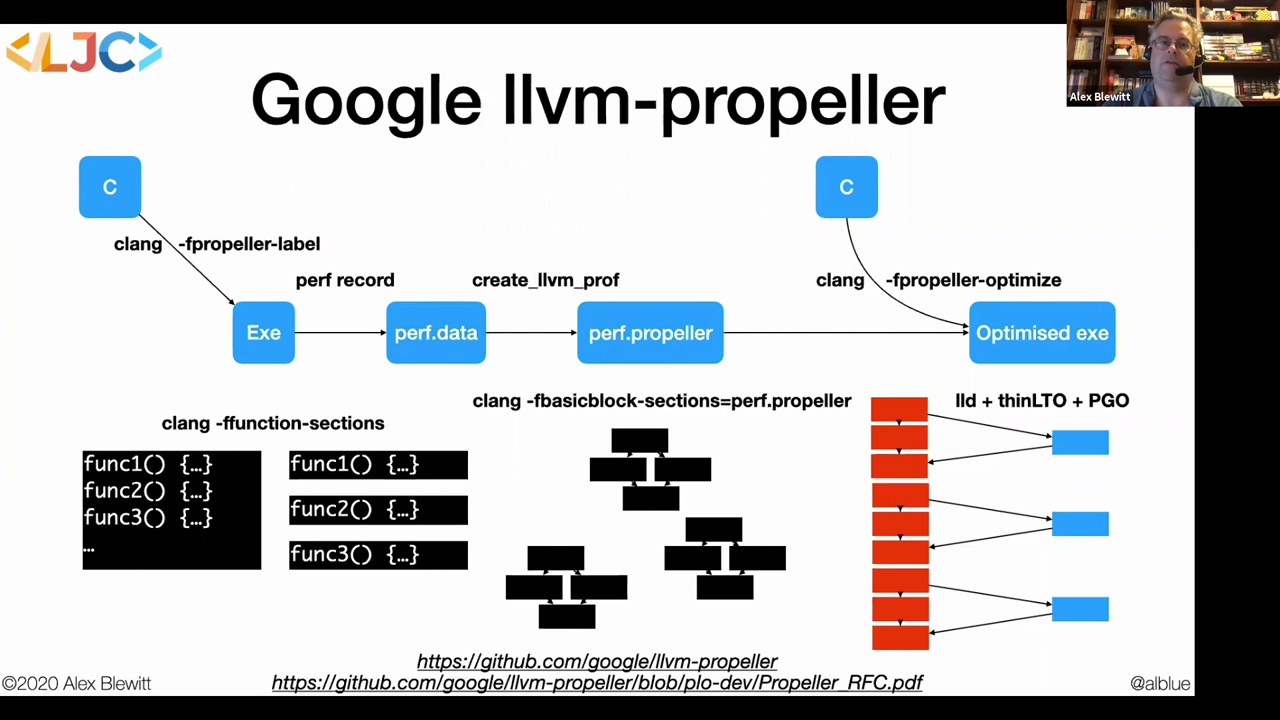 <LJC>
Alex Blewitt
Google llvm-propeller
C
C
clang -fpropeller-label
perf record
create_llvm_prof
clang -fpropeller-optimize
Exe
perf.data
perf.propeller
Optimised exe
clang -ffunction-sections
clang -fbasicblock-sections=perf.propeller
lld + thinLTO + PGO
func1() {…}
func2() {…}
func3() {…}
…
func1() {…}
func2() {…}
func3() {…}
https://github.com/google/llvm-propeller
https://github.com/google/llvm-propeller/blob/plo-dev/Propeller_RFC.pdf
©2020 Alex Blewitt
@alblue